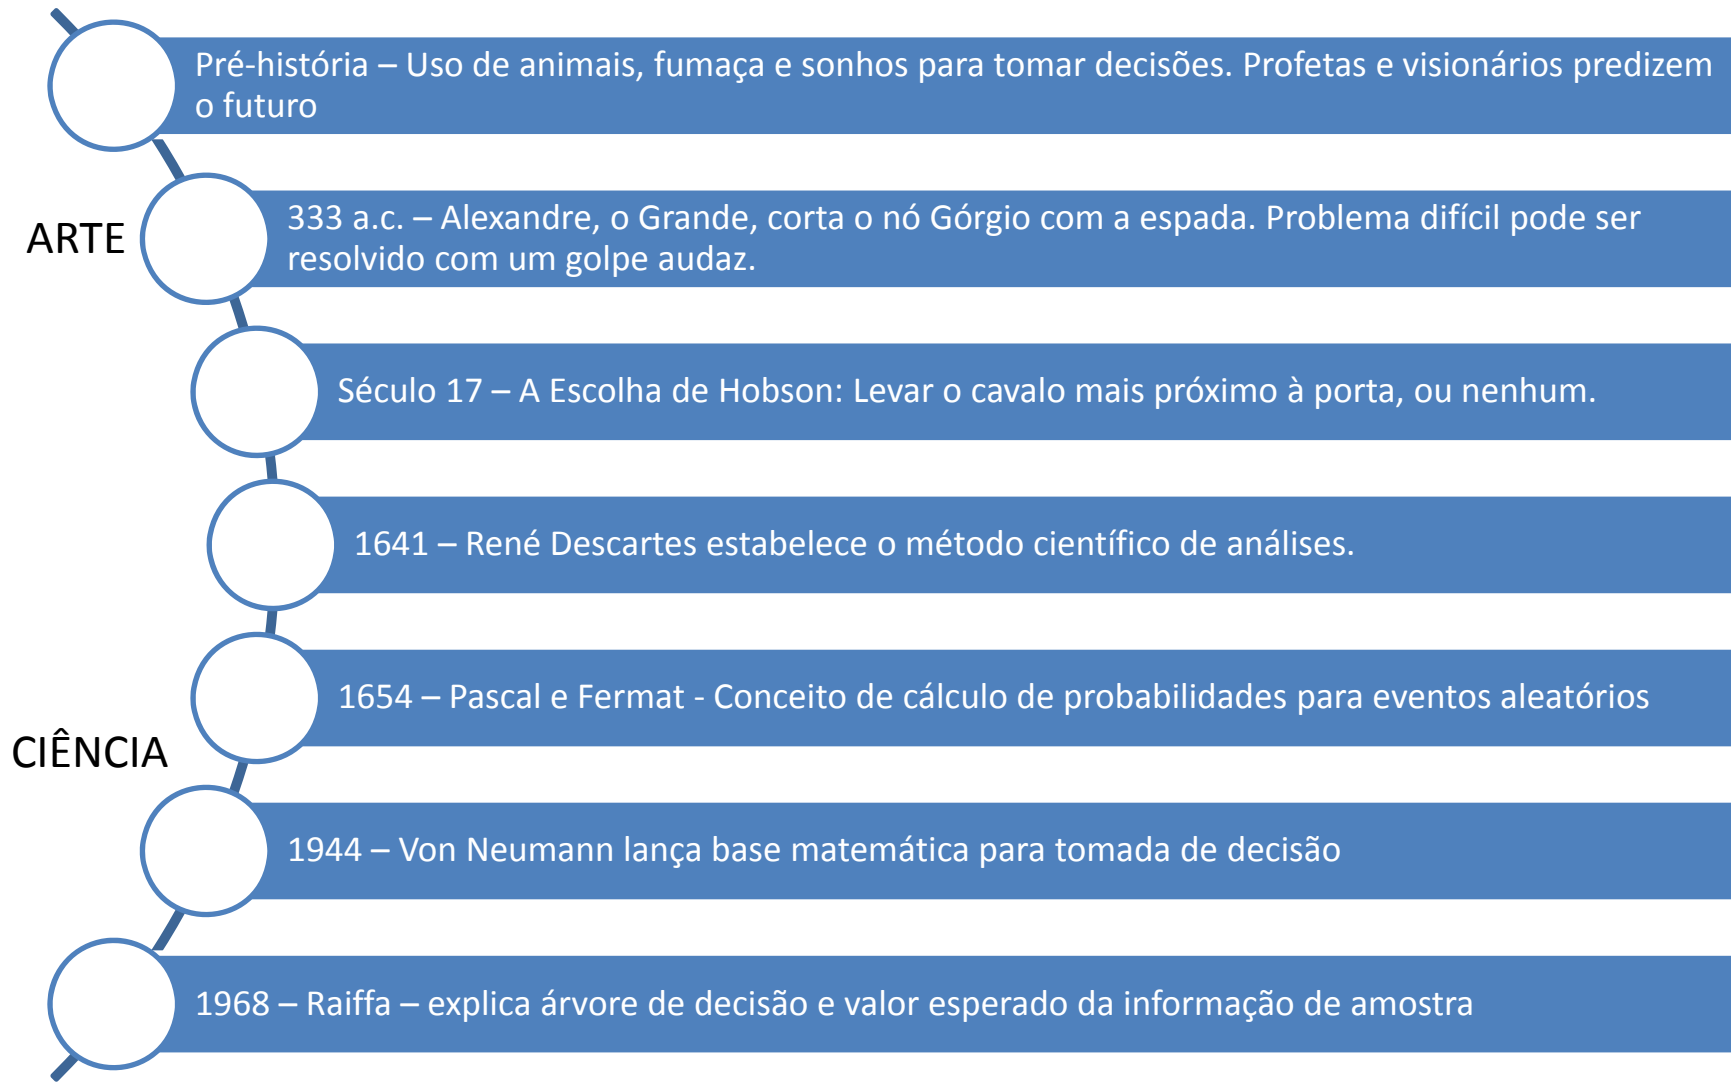 Pré-história – Uso de animais, fumaça e sonhos para tomar decisões. Profetas e visionários predizem
o futuro
ARTE
333 a.c. – Alexandre, o Grande, corta o nó Górgio com a espada. Problema difícil pode ser
resolvido com um golpe audaz.
Século 17 – A Escolha de Hobson: Levar o cavalo mais próximo à porta, ou nenhum.
1641 – René Descartes estabelece o método científico de análises.
1654 – Pascal e Fermat - Conceito de cálculo de probabilidades para eventos aleatórios
CIÊNCIA
1944 – Von Neumann lança base matemática para tomada de decisão
1968 – Raiffa – explica árvore de decisão e valor esperado da informação de amostra